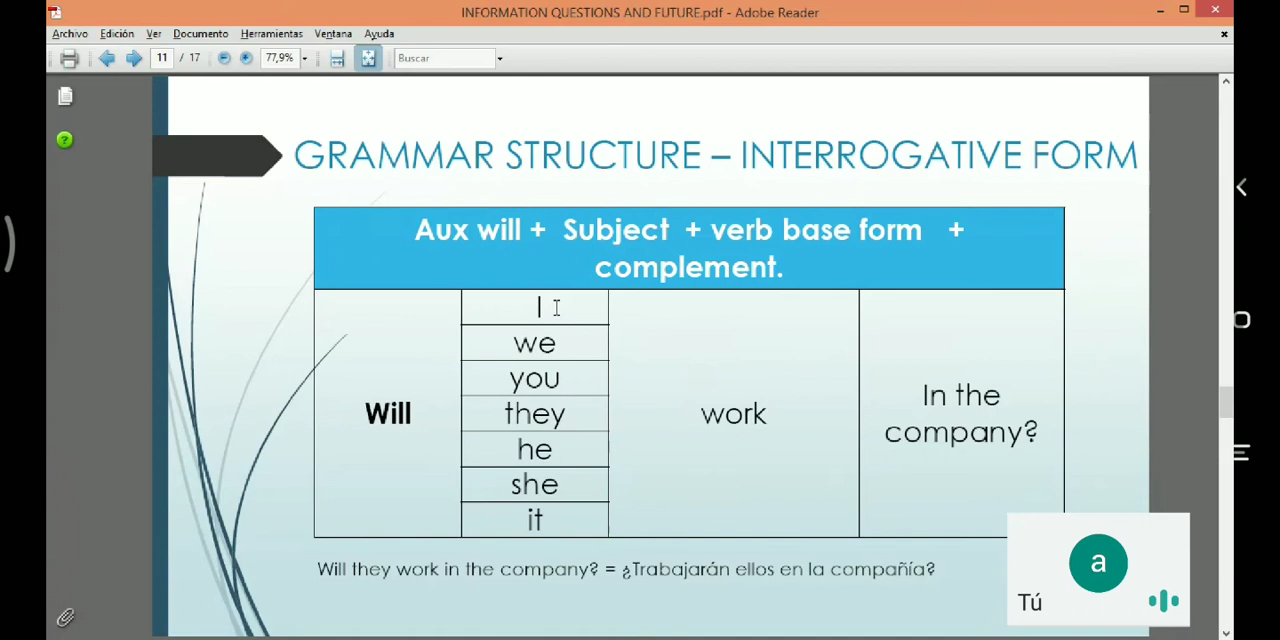 INFORMATION QUESTIONS AND FUTURE.pdf - Adobe Reader
Archivo Edición Ver Documento Herramientas Ventana Ayuda
11 / 17 77,9% Buscar
GRAMMAR STRUCTURE – INTERROGATIVE FORM
Aux will + Subject + verb base form +
complement.
Will
I
we
you
they
he
she
it
work
In the
company?
Will they work in the company? = ¿Trabajarán ellos en la compañía?
a
Tú